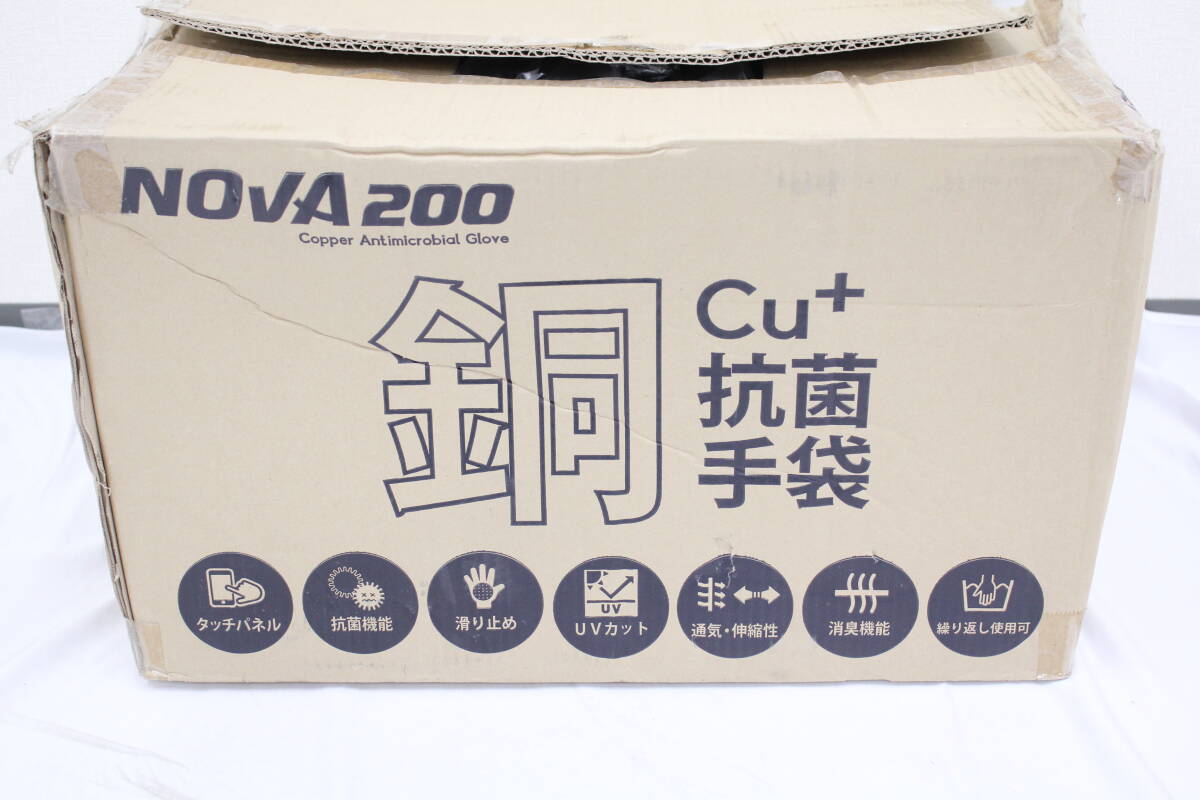 NOVA 200
Copper Antimicrobial Glove
銅
Cu+
抗菌
手袋
タッチパネル
抗菌機能
滑り止め
UV
UVカット
通気・伸縮性
消臭機能
繰り返し使用可